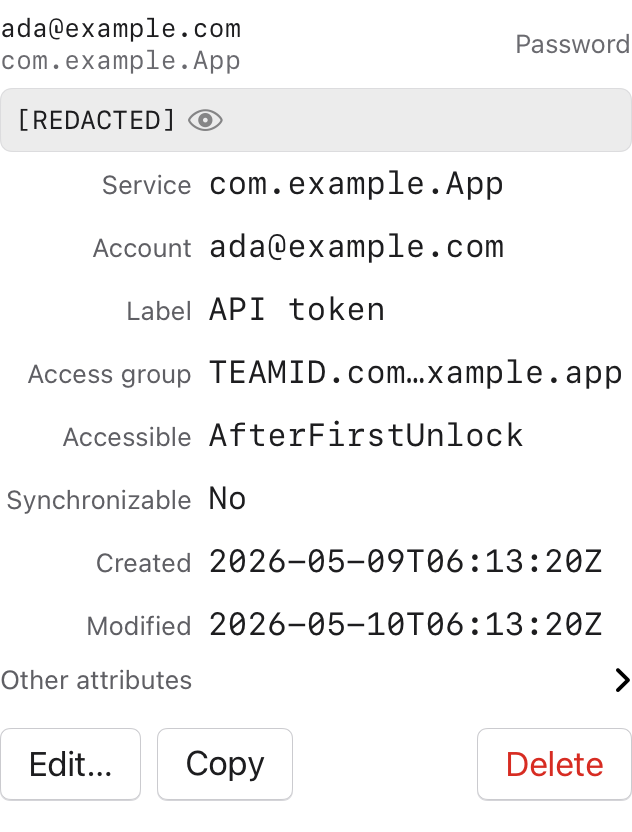 ada@example.com
com.example.App
Password
[REDACTED]
Service com.example.App
Account ada@example.com
Label API token
Access group TEAMID.com…xample.app
Accessible AfterFirstUnlock
Synchronizable No
Created 2026-05-09T06:13:20Z
Modified 2026-05-10T06:13:20Z
Other attributes
Edit... Copy Delete